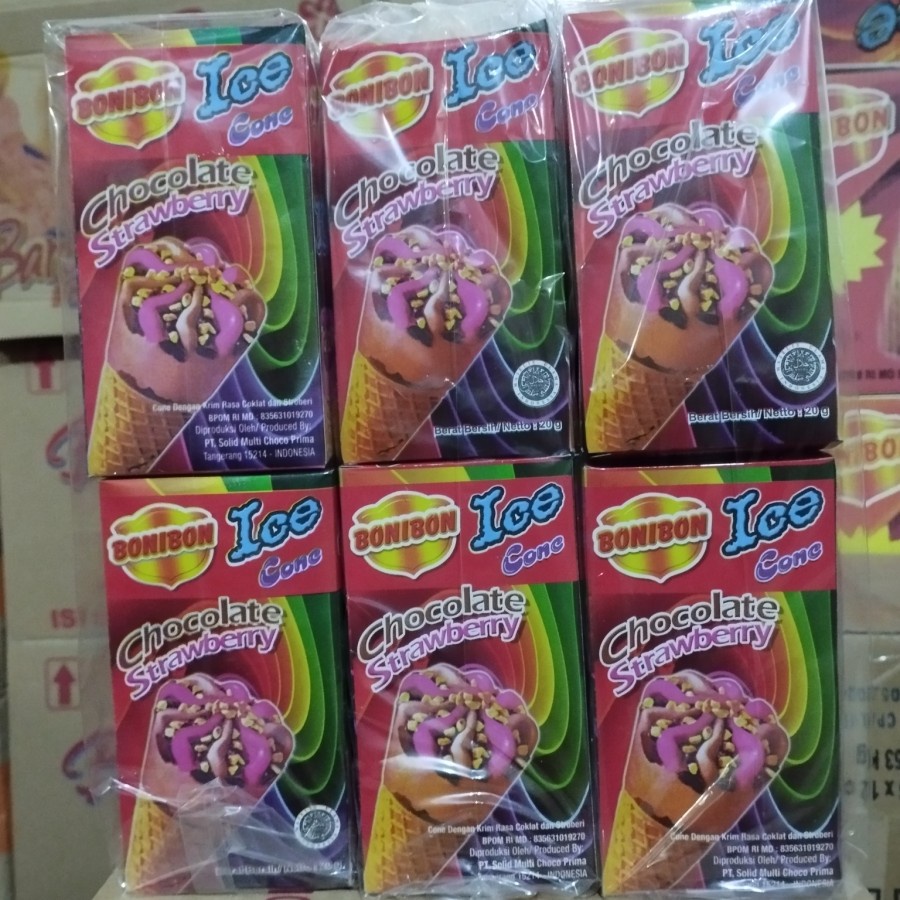 BONIBON
Ice
Cone
Chocolate
Strawberry
Cone Dengan Krim Rasa Coklat dan Stroberi
BPOM RI MD : 835631019270
Diproduksi Oleh/ Produced By:
PT. Solid Multi Choco Prima
Tangerang 15214 - INDONESIA
BONIBON
Ice
Cone
Chocolate
Strawberry
Berat Bersih/ Netto : 20 g
BONIBON
Ice
Cone
Chocolate
Strawberry
Berat Bersih/ Netto : 20 g
BONIBON
Ice
Cone
Chocolate
Strawberry
BONIBON
Ice
Cone
Chocolate
Strawberry
Cone Dengan Krim Rasa Coklat dan Stroberi
BPOM RI MD : 835631019270
Diproduksi Oleh/ Produced By:
PT. Solid Multi Choco Prima
15214 - INDONESIA
BONIBON
Ice
Cone
Chocolate
Strawberry
Cone Dengan Krim Rasa Coklat dan Stroberi
BPOM RI MD : 835631019270
Diproduksi Oleh/ Produced By:
PT. Solid Multi Choco Prima
15214 - INDONESIA